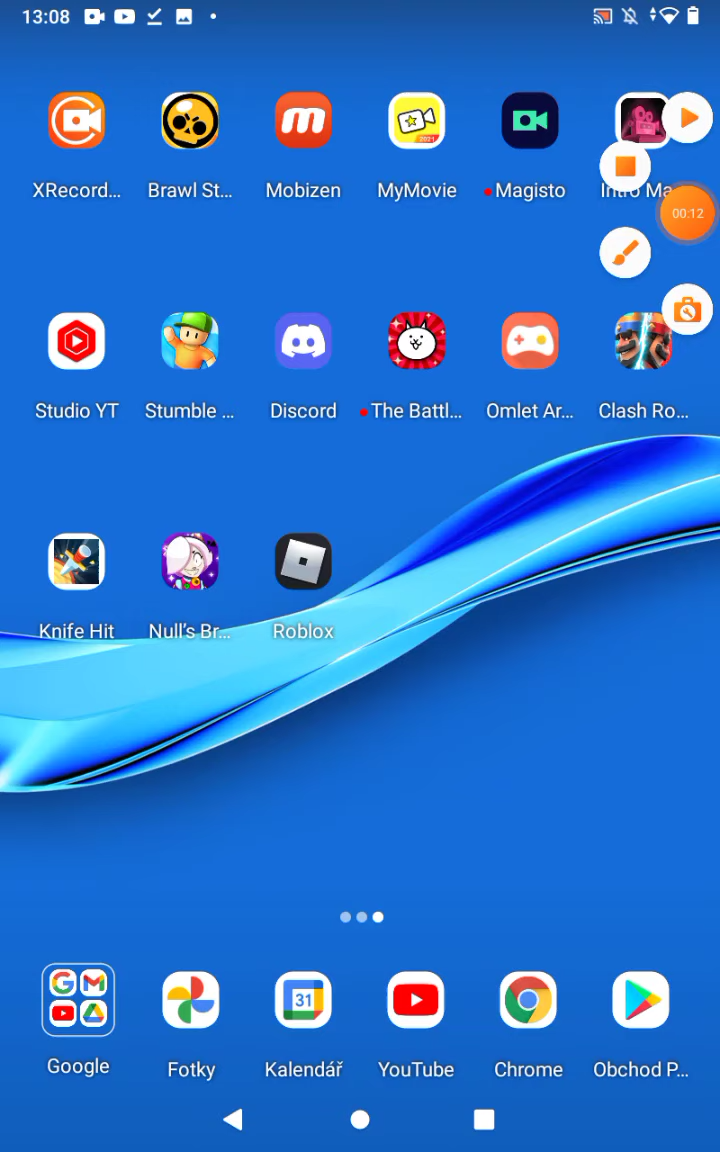 13:08
XRecord... Brawl St... Mobizen MyMovie Magisto Intro Ma...
00:12
Studio YT Stumble ... Discord The Battl... Omlet Ar... Clash Ro...
Knife Hit Null's Br... Roblox
31
Google Fotky Kalendář YouTube Chrome Obchod P...